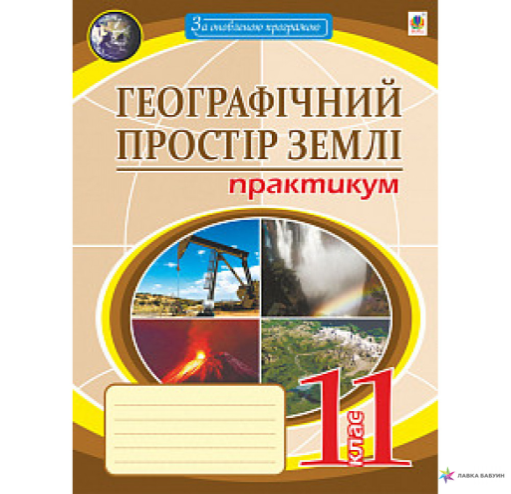 За оновленою програмою
ГЕОГРАФІЧНИЙ
ПРОСТІР ЗЕМЛІ
практикум
11
клас
ЛАВКА БАБУИН